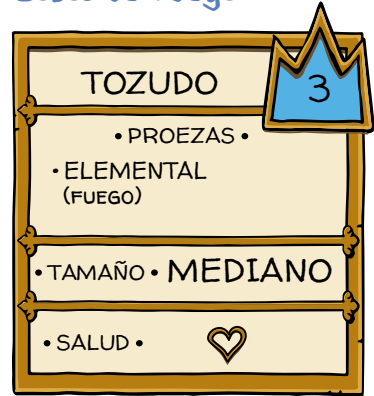 TOZUDO
3
• PROEZAS •
• ELEMENTAL
(FUEGO)
• TAMAÑO • MEDIANO
• SALUD •